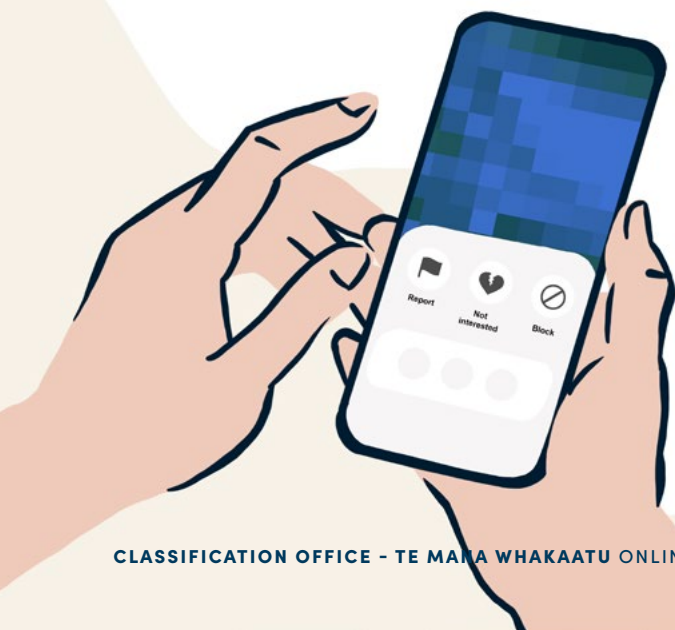 Report
Not
interested
Block
CLASSIFICATION OFFICE - TE MANA WHAKAATU